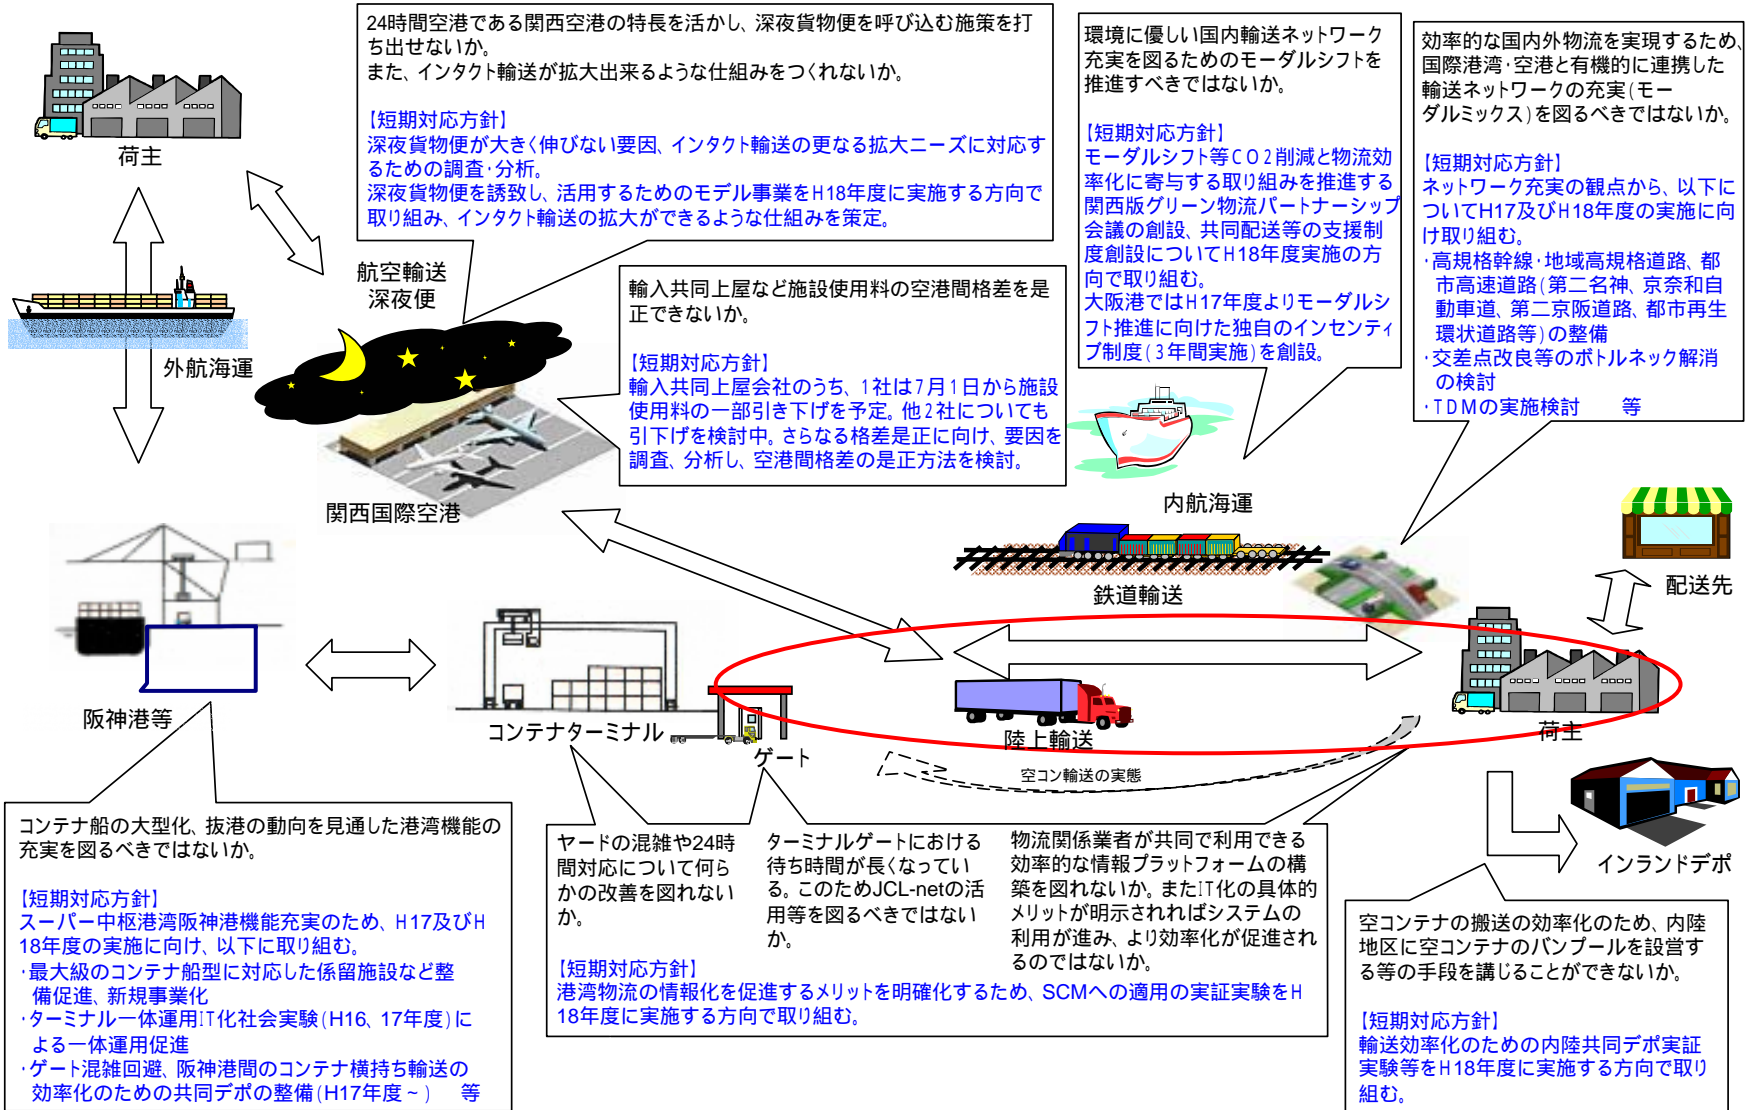 24時間空港である関西空港の特長を活かし、深夜貨物便を呼び込む施策を打
ち出せないか。
また、インタクト輸送が拡大出来るような仕組みをつくれないか。
【短期対応方針】
深夜貨物便が大きく伸びない要因、インタクト輸送の更なる拡大ニーズに対応す
るための調査・分析。
深夜貨物便を誘致し、活用するためのモデル事業をH18年度に実施する方向で
取り組み、インタクト輸送の拡大ができるような仕組みを策定。
環境に優しい国内輸送ネットワーク
充実を図るためのモーダルシフトを
推進すべきではないか。
【短期対応方針】
モーダルシフト等CO2削減と物流効
率化に寄与する取り組みを推進する
関西版グリーン物流パートナーシップ
会議の創設、共同配送等の支援制
度創設についてH18年度実施の方
向で取り組む。
大阪港ではH17年度よりモーダルシ
フト推進に向けた独自のインセンティ
ブ制度(3年間実施)を創設。
効率的な国内外物流を実現するため、
国際港湾・空港と有機的に連携した
輸送ネットワークの充実(モー
ダルミックス)を図るべきではないか。
【短期対応方針】
ネットワーク充実の観点から、以下に
ついてH17及びH18年度の実施に向
け取り組む。
・高規格幹線・地域高規格道路、都
市高速道路(第二名神、京奈和自
動車道、第二京阪道路、都市再生
環状道路等)の整備
・交差点改良等のボトルネック解消
の検討
・TDMの実施検討 等
荷主
航空輸送
深夜便
外航海運
輸入共同上屋など施設使用料の空港間格差を是
正できないか。
【短期対応方針】
輸入共同上屋会社のうち、1社は7月1日から施設
使用料の一部引き下げを予定。他2社についても
引下げを検討中。さらなる格差是正に向け、要因を
調査、分析し、空港間格差の是正方法を検討。
関西国際空港
内航海運
鉄道輸送
配送先
阪神港等
コンテナターミナル
ゲート
陸上輸送
荷主
空コン輸送の実態
インランドデポ
コンテナ船の大型化、抜港の動向を見通した港湾機能の
充実を図るべきではないか。
【短期対応方針】
スーパー中枢港湾阪神港機能充実のため、H17及びH
18年度の実施に向け、以下に取り組む。
・最大級のコンテナ船型に対応した係留施設など整
備促進、新規事業化
・ターミナル一体運用IT化社会実験(H16、17年度)に
よる一体運用促進
・ゲート混雑回避、阪神港間のコンテナ横持ち輸送の
効率化のための共同デポの整備(H17年度~) 等
ヤードの混雑や24時
間対応について何ら
かの改善を図れない
か。
ターミナルゲートにおける
待ち時間が長くなってい
る。このためJCL-netの活
用等を図るべきではない
か。
物流関係業者が共同で利用できる
効率的な情報プラットフォームの構
築を図れないか。またIT化の具体的
メリットが明示されればシステムの
利用が進み、より効率化が促進され
るのではないか。
【短期対応方針】
港湾物流の情報化を促進するメリットを明確化するため、SCMへの適用の実証実験をH
18年度に実施する方向で取り組む。
空コンテナの搬送の効率化のため、内陸
地区に空コンテナのバンプールを設営す
る等の手段を講じることができないか。
【短期対応方針】
輸送効率化のための内陸共同デポ実証
実験等をH18年度に実施する方向で取り
組む。